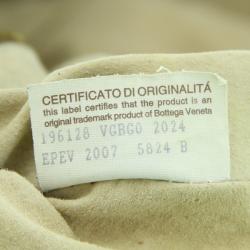 CERTIFICATO DI ORIGINALITÁ
this label certifies that the product is an
original trademark product of Bottega Veneta
196128 VGBG0 2024
EPEV 2007 5824 B